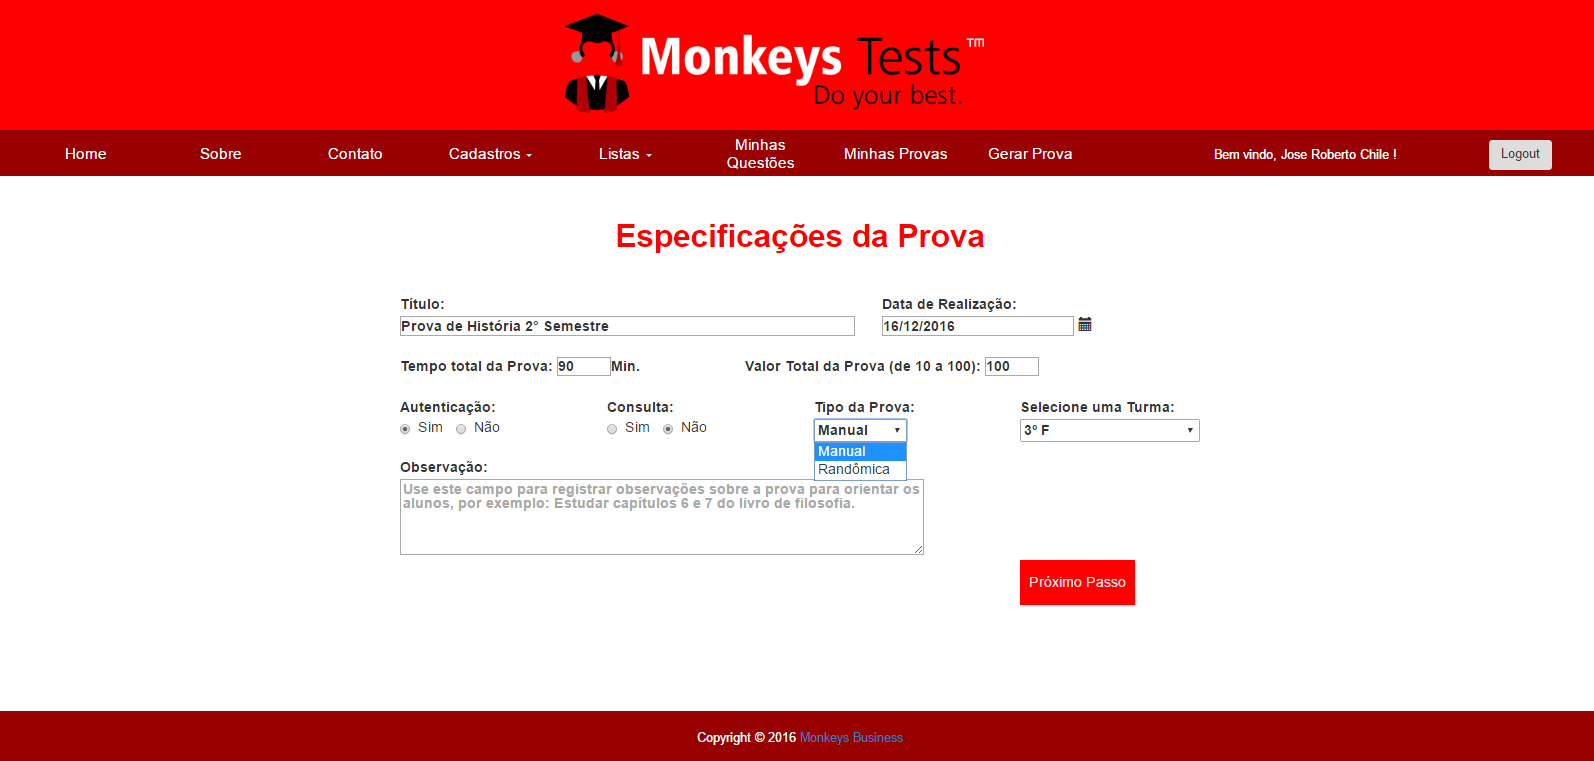 Monkeys Tests™
Do your best.
Home
Sobre
Contato
Cadastros
Listas
Minhas
Questões
Minhas Provas
Gerar Prova
Bem vindo, Jose Roberto Chile !
Logout
Especificações da Prova
Título:
Data de Realização:
Prova de História 2° Semestre
16/12/2016
Tempo total da Prova: 90 Min.
Valor Total da Prova (de 10 a 100): 100
Autenticação:
Consulta:
Tipo da Prova:
Selecione uma Turma:
Sim Não
Sim Não
Manual
3º F
Manual
Randômica
Observação:
Use este campo para registrar observações sobre a prova para orientar os
alunos, por exemplo: Estudar capítulos 6 e 7 do livro de filosofia.
Próximo Passo
Copyright © 2016 Monkeys Business